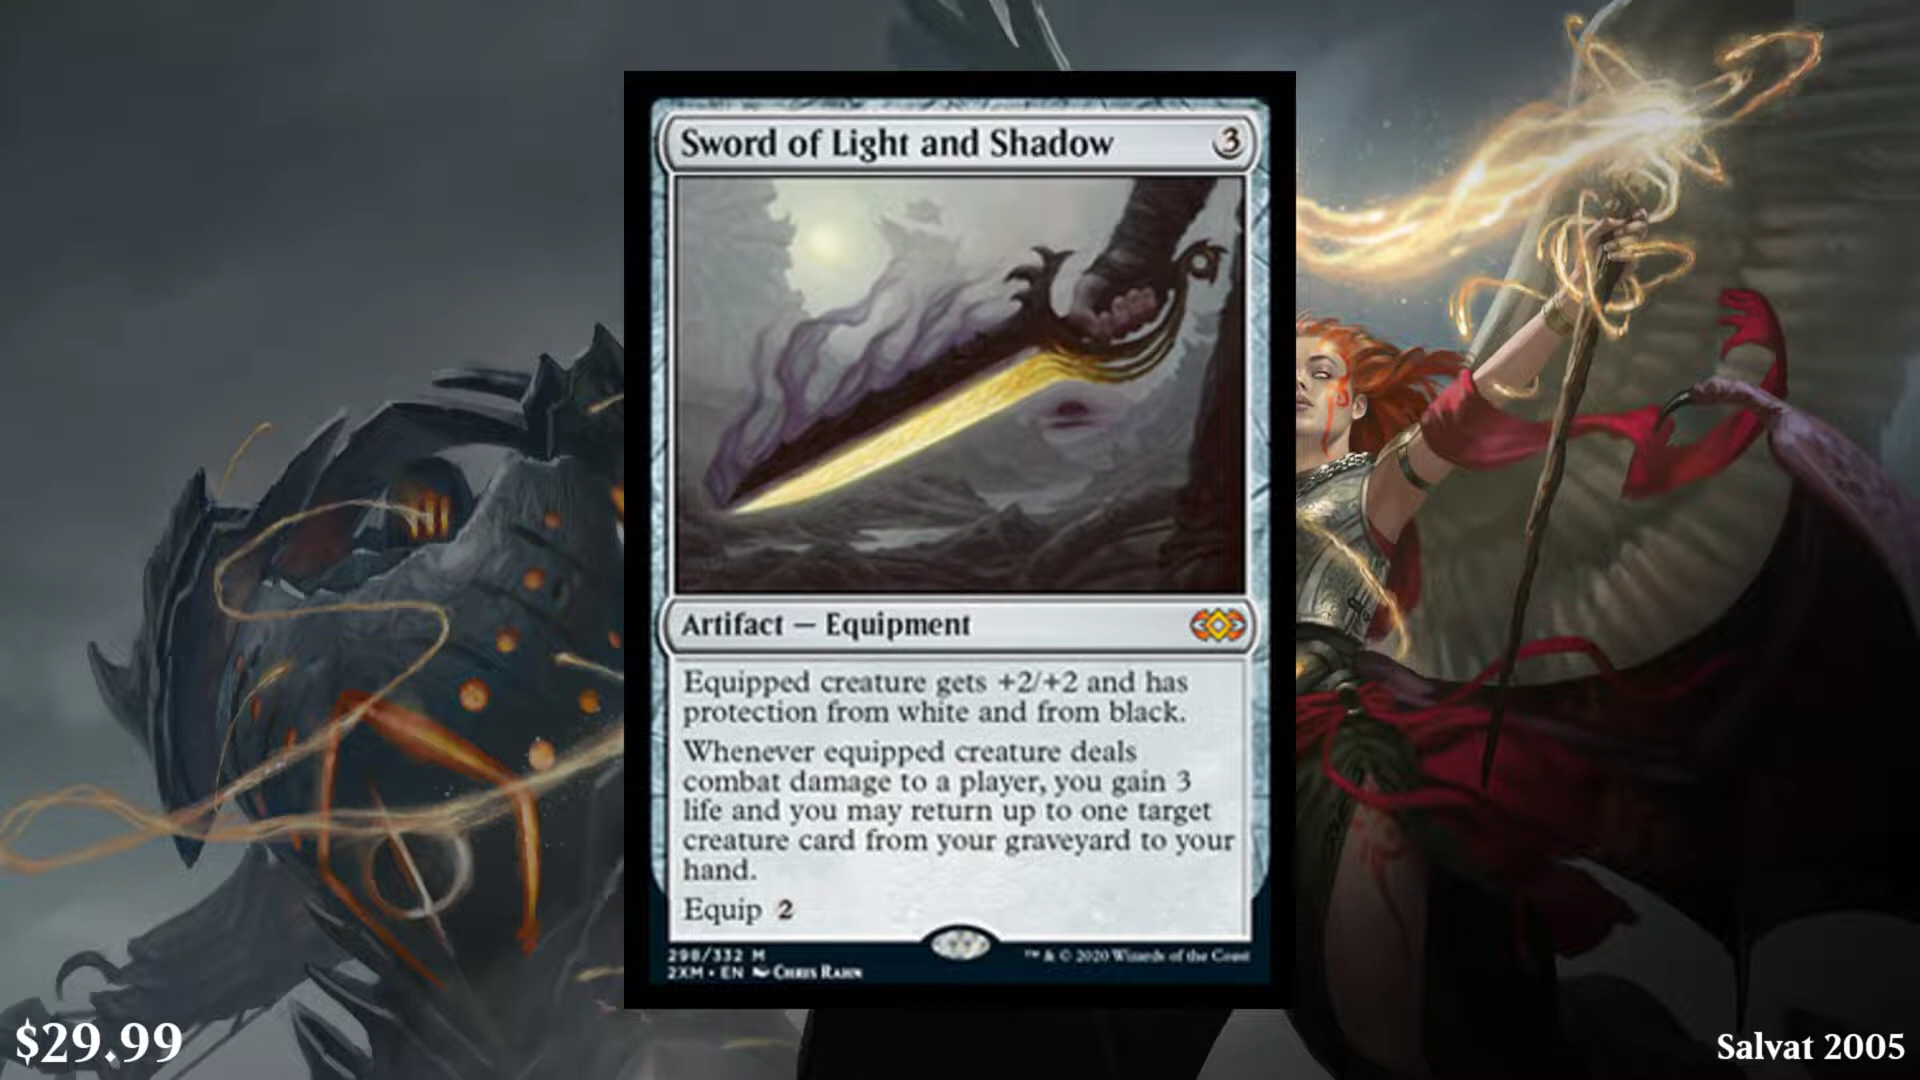 Sword of Light and Shadow 3
Artifact — Equipment
Equipped creature gets +2/+2 and has
protection from white and from black.
Whenever equipped creature deals
combat damage to a player, you gain 3
life and you may return up to one target
creature card from your graveyard to your
hand.
Equip 2
298/332 M
™ & © 2020 Wizards of the Coast
2XM • EN Chris Rahn
$29.99
Salvat 2005